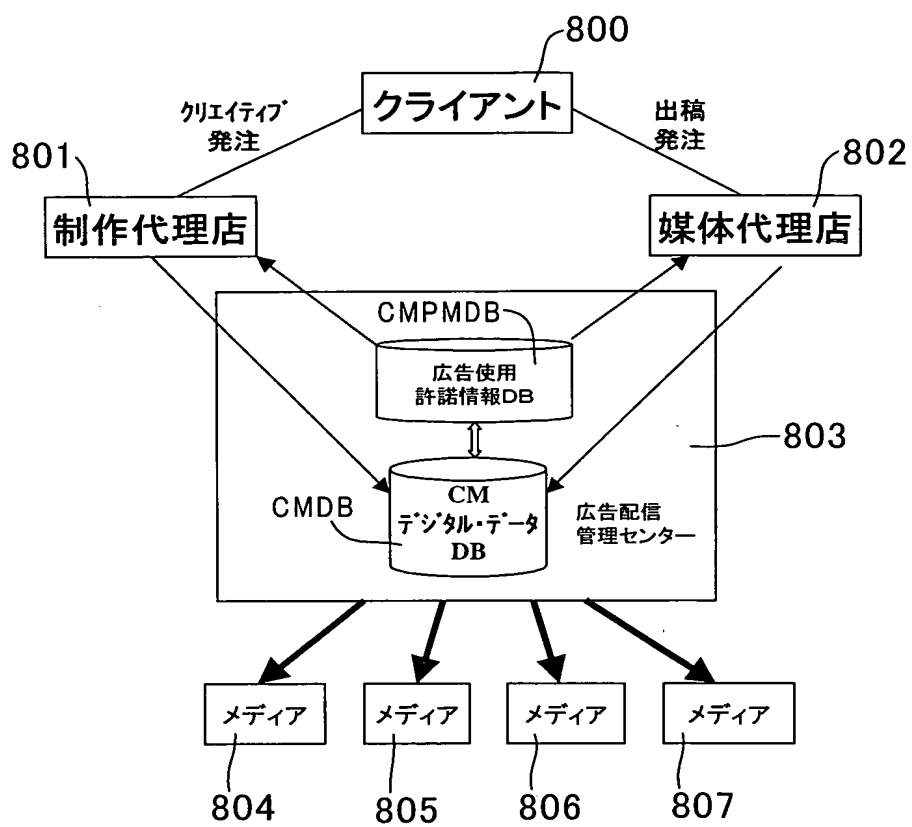 800
クライアント
クリエイティブ
発注
出稿
発注
801
802
制作代理店
媒体代理店
CMPMDB
広告使用
許諾情報DB
803
CMDB
CM
デジタル・データ
DB
広告配信
管理センター
メディア
メディア
メディア
メディア
804
805
806
807